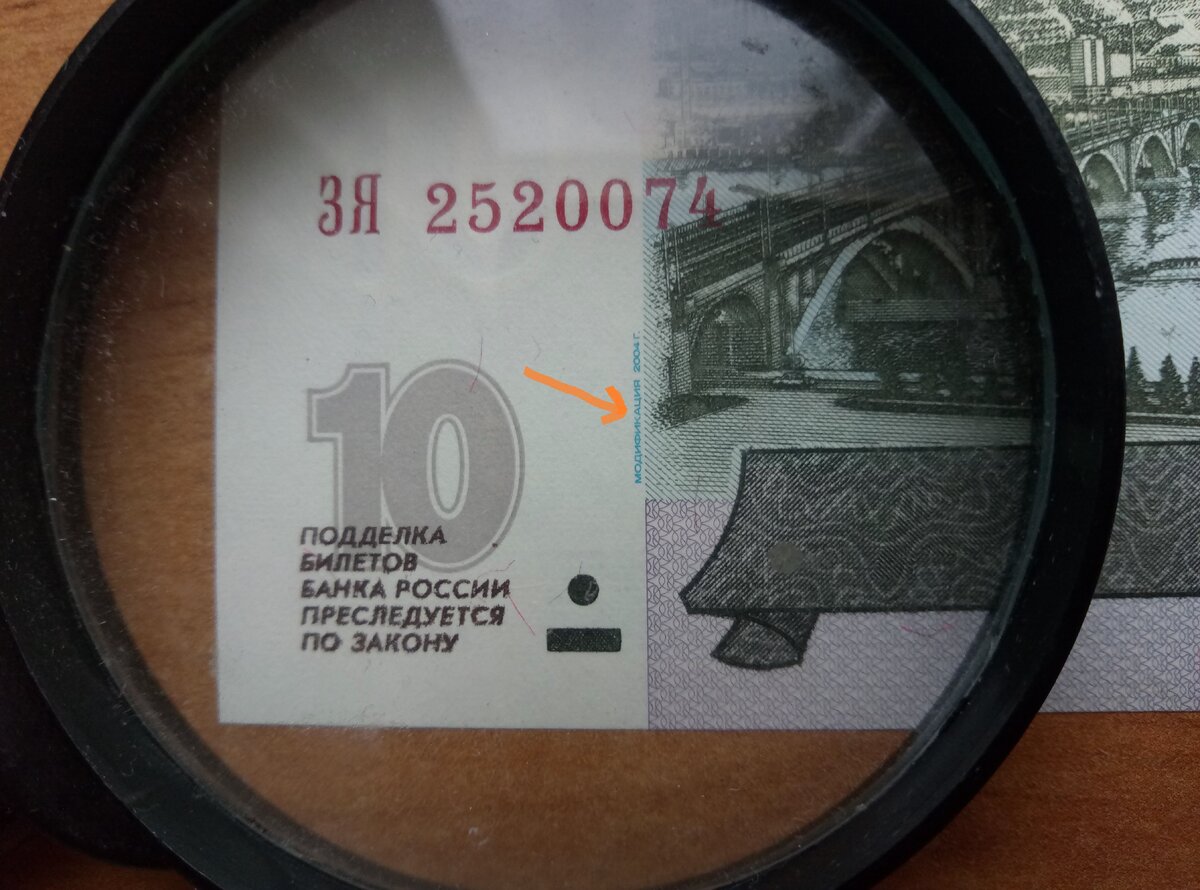 ЗЯ 2520074
МОДИФИКАЦИЯ 2004 Г.
10
ПОДДЕЛКА
БИЛЕТОВ
БАНКА РОССИИ
ПРЕСЛЕДУЕТСЯ
ПО ЗАКОНУ